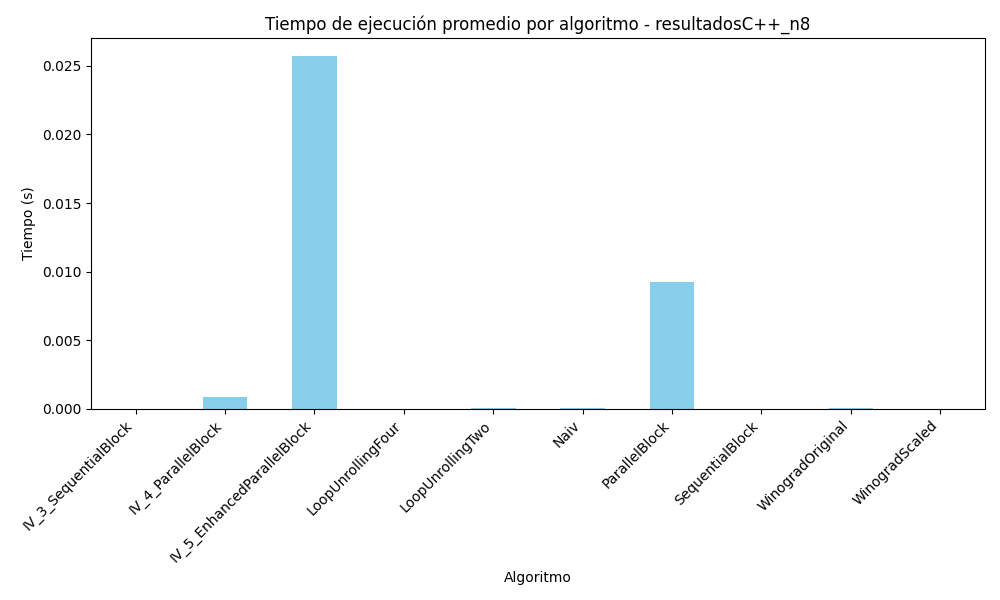 Tiempo de ejecución promedio por algoritmo - resultadosC++_n8
Tiempo (s)
0.025
0.020
0.015
0.010
0.005
0.000
IV_3_SequentialBlock
IV_4_ParallelBlock
IV_5_EnhancedParallelBlock
LoopUnrollingFour
LoopUnrollingTwo
Naiv
ParallelBlock
SequentialBlock
WinogradOriginal
WinogradScaled
Algoritmo